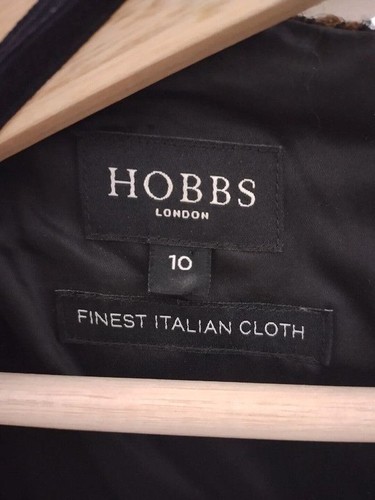 HOBBS
LONDON
10
FINEST ITALIAN CLOTH